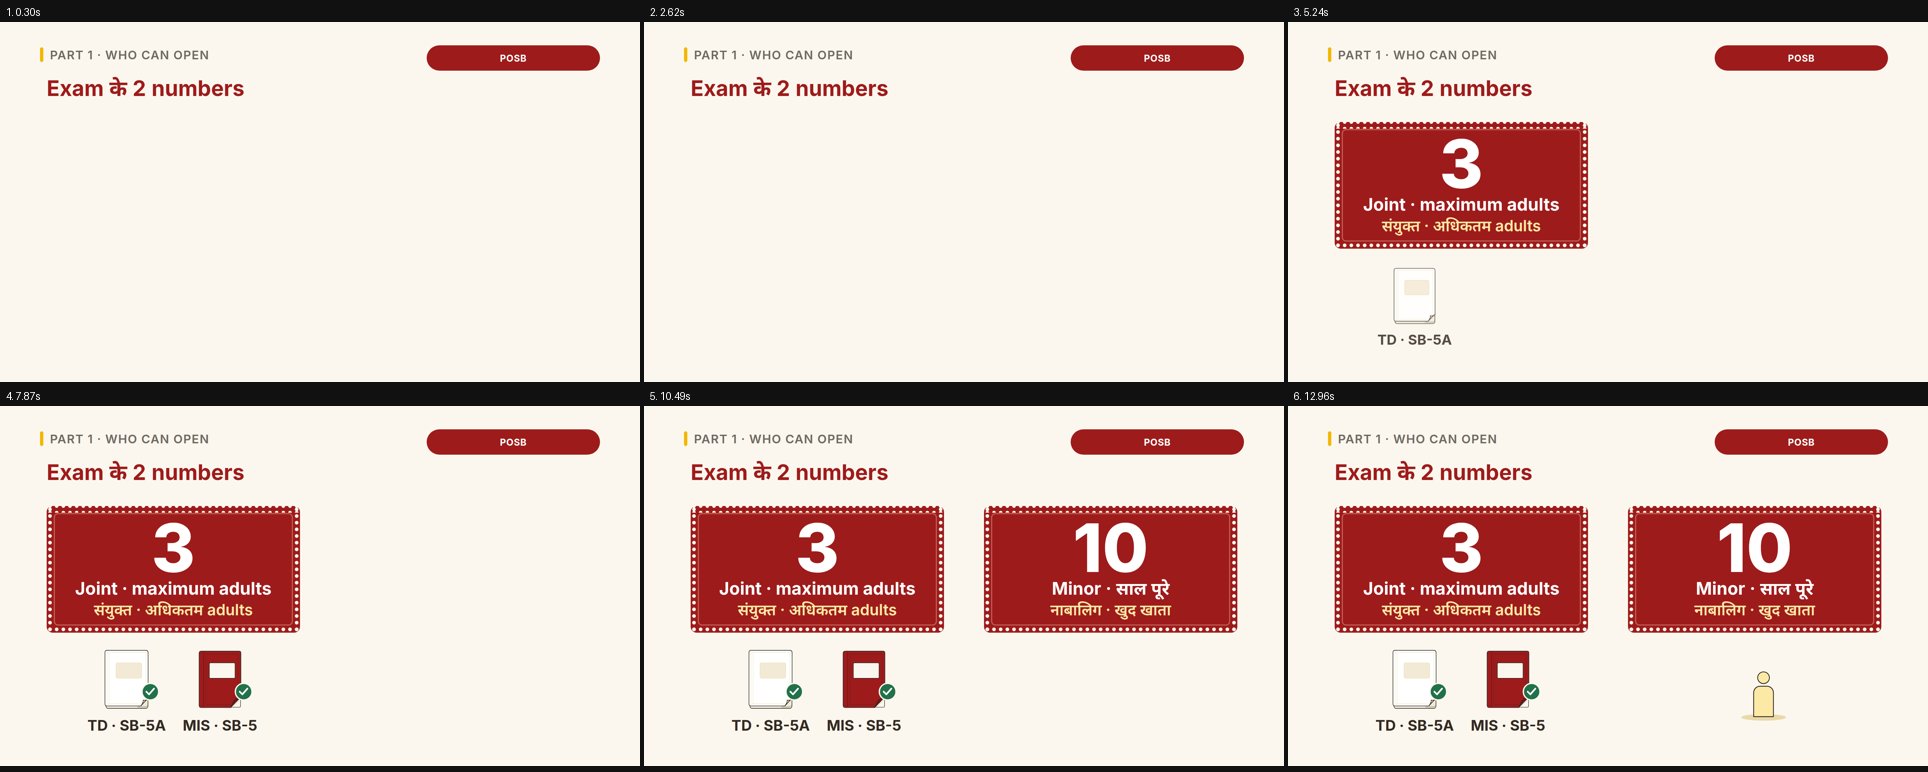 1. 0.30s
PART 1 · WHO CAN OPEN
POSB
Exam के 2 numbers
2. 2.62s
PART 1 · WHO CAN OPEN
POSB
Exam के 2 numbers
3. 5.24s
PART 1 · WHO CAN OPEN
POSB
Exam के 2 numbers
3
Joint · maximum adults
संयुक्त · अधिकतम adults
TD · SB-5A
4. 7.87s
PART 1 · WHO CAN OPEN
POSB
Exam के 2 numbers
3
Joint · maximum adults
संयुक्त · अधिकतम adults
TD · SB-5A
MIS · SB-5
5. 10.49s
PART 1 · WHO CAN OPEN
POSB
Exam के 2 numbers
3
Joint · maximum adults
संयुक्त · अधिकतम adults
10
Minor · साल पूरे
नाबालिग · खुद खाता
TD · SB-5A
MIS · SB-5
6. 12.96s
PART 1 · WHO CAN OPEN
POSB
Exam के 2 numbers
3
Joint · maximum adults
संयुक्त · अधिकतम adults
10
Minor · साल पूरे
नाबालिग · खुद खाता
TD · SB-5A
MIS · SB-5